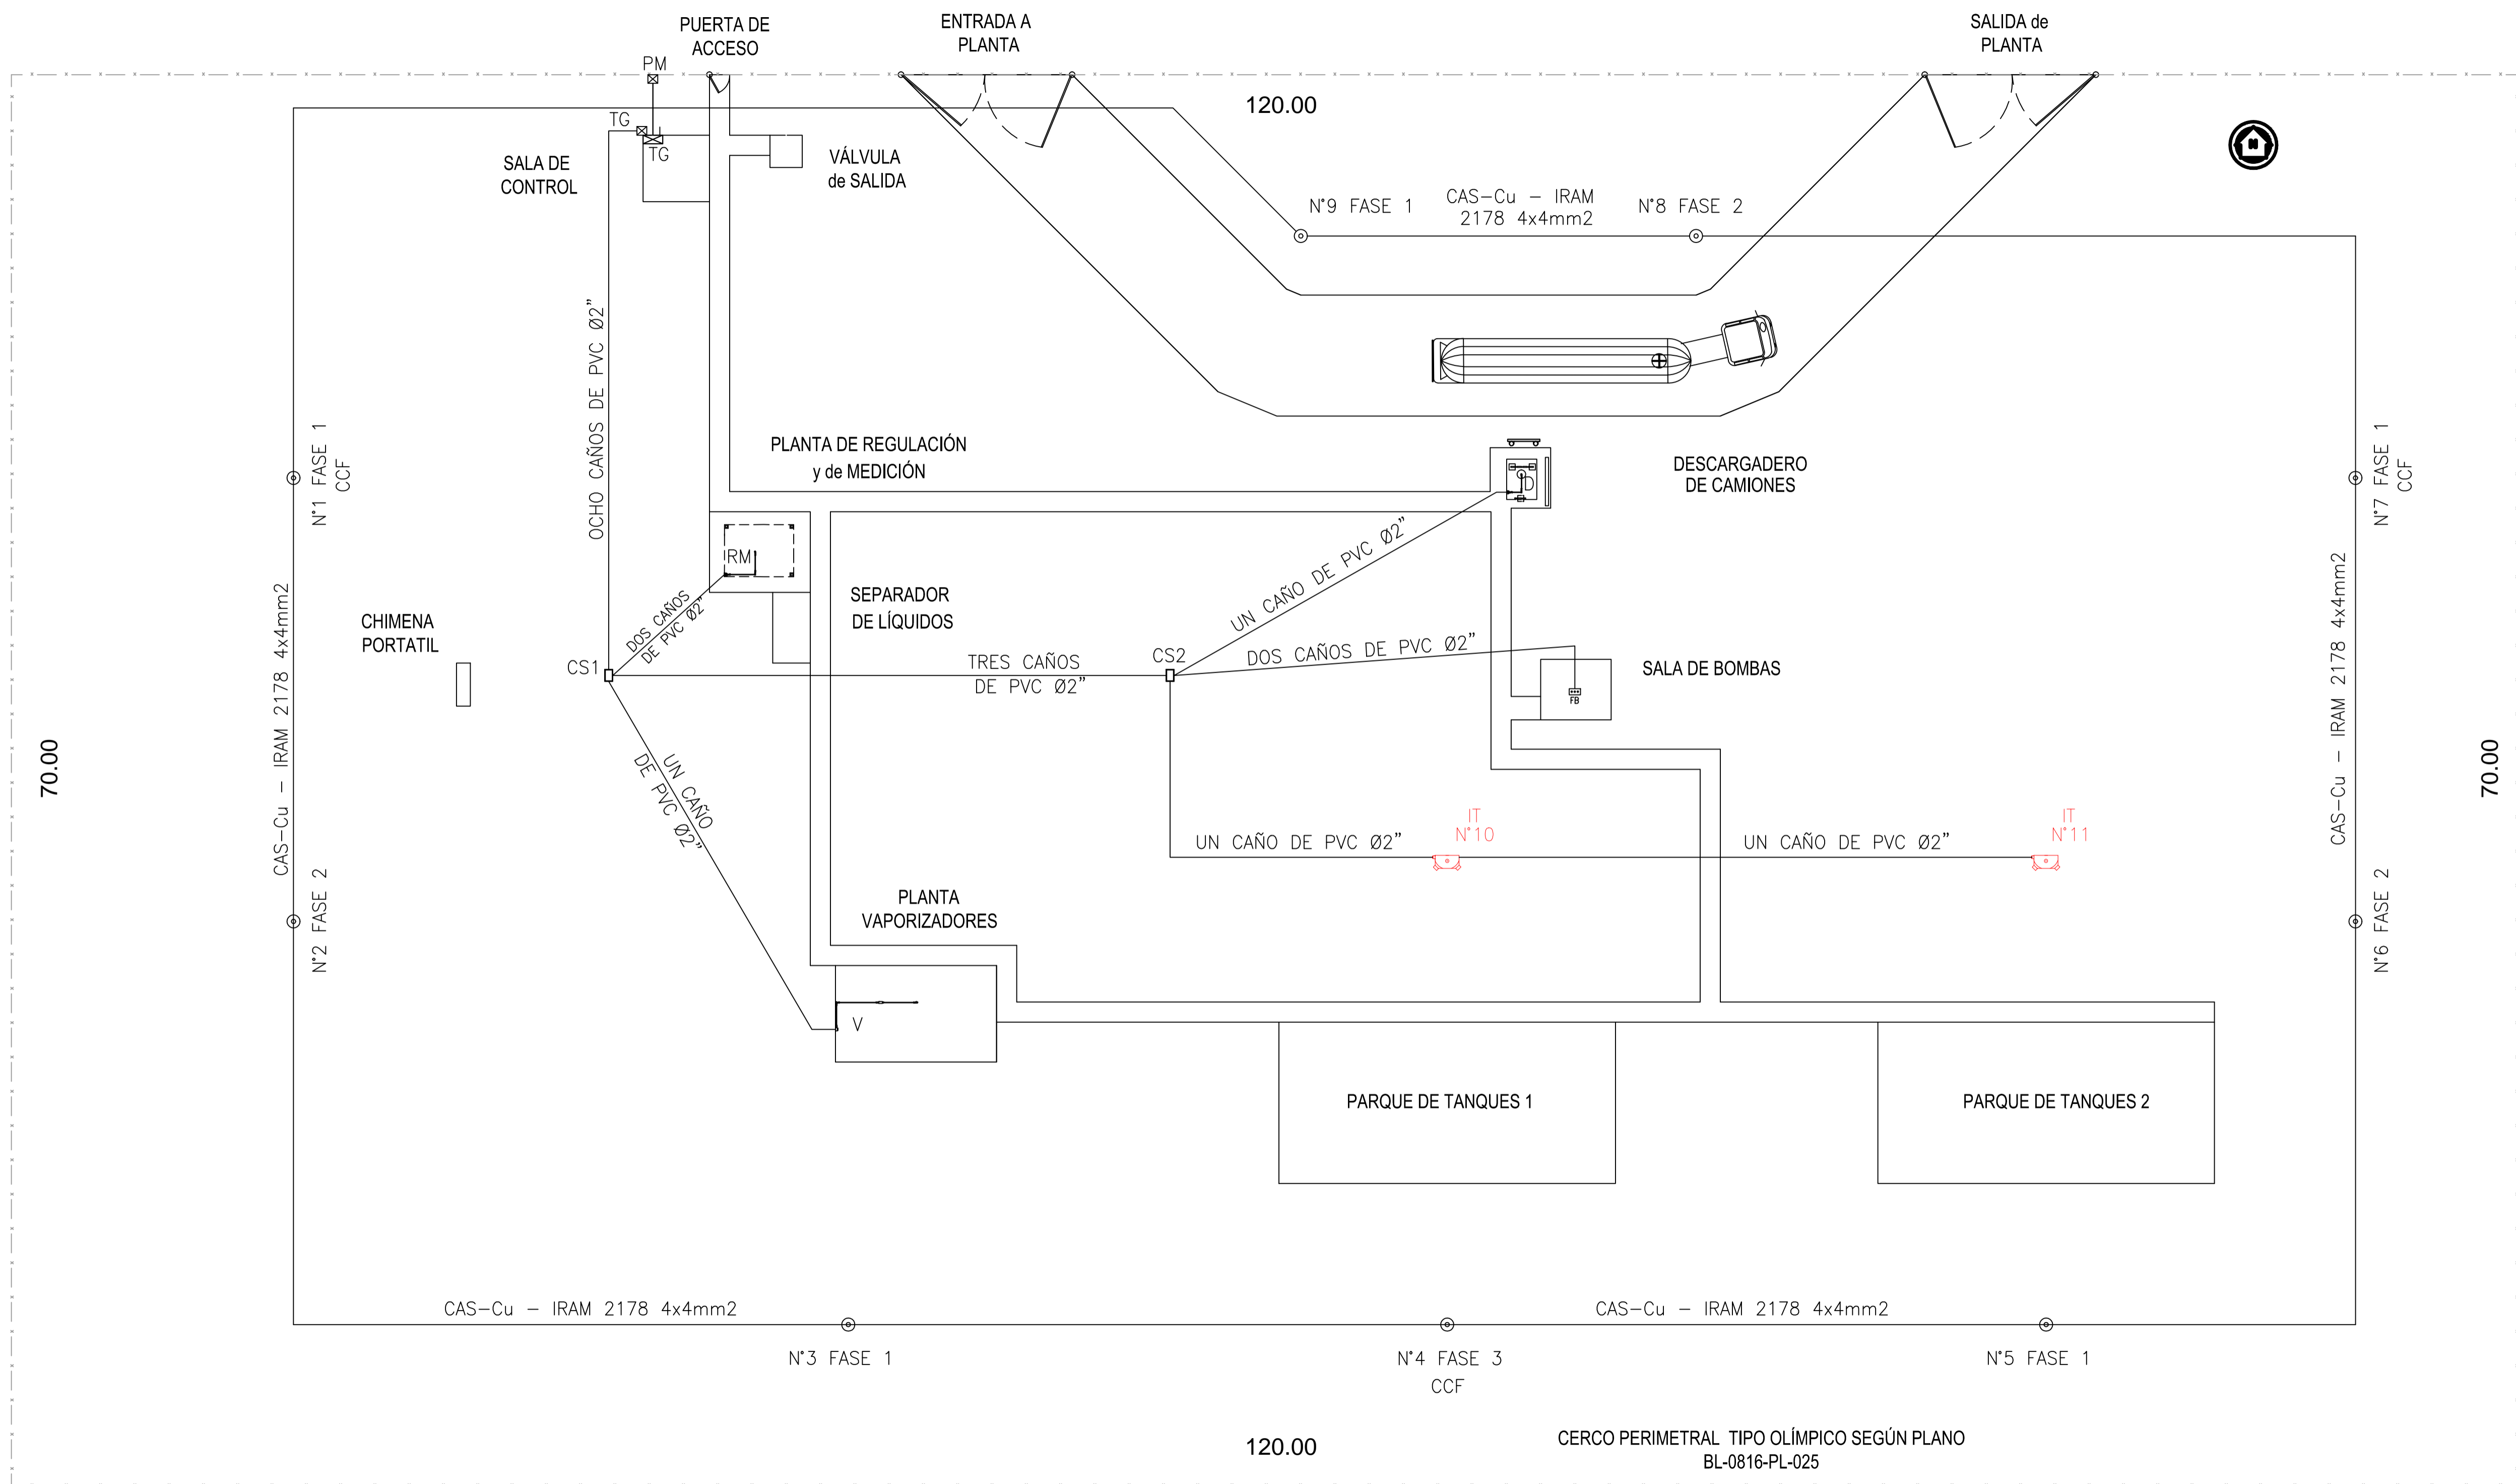 PUERTA DE
ACCESO
ENTRADA A
PLANTA
SALIDA de
PLANTA
PM
120.00
TG
TG
SALA DE
CONTROL
VÁLVULA
de SALIDA
N°9 FASE 1
CAS-Cu - IRAM
2178 4x4mm2
N°8 FASE 2
OCHO CAÑOS DE PVC Ø2"
N°1 FASE 1
CCF
PLANTA DE REGULACIÓN
y de MEDICIÓN
D
DESCARGADERO
DE CAMIONES
N°7 FASE 1
CCF
RM
UN CAÑO DE PVC Ø2"
SEPARADOR
DE LÍQUIDOS
CHIMENA
PORTATIL
DOS CAÑOS
DE PVC Ø2"
CAS-Cu - IRAM 2178 4x4mm2
CAS-Cu - IRAM 2178 4x4mm2
CS1
TRES CAÑOS
DE PVC Ø2"
CS2
DOS CAÑOS DE PVC Ø2"
SALA DE BOMBAS
FB
70.00
70.00
UN CAÑO
DE PVC Ø2"
IT
N°10
IT
N°11
UN CAÑO DE PVC Ø2"
UN CAÑO DE PVC Ø2"
N°2 FASE 2
PLANTA
VAPORIZADORES
N°6 FASE 2
V
PARQUE DE TANQUES 1
PARQUE DE TANQUES 2
CAS-Cu - IRAM 2178 4x4mm2
CAS-Cu - IRAM 2178 4x4mm2
N°3 FASE 1
N°4 FASE 3
CCF
N°5 FASE 1
120.00
CERCO PERIMETRAL TIPO OLÍMPICO SEGÚN PLANO
BL-0816-PL-025